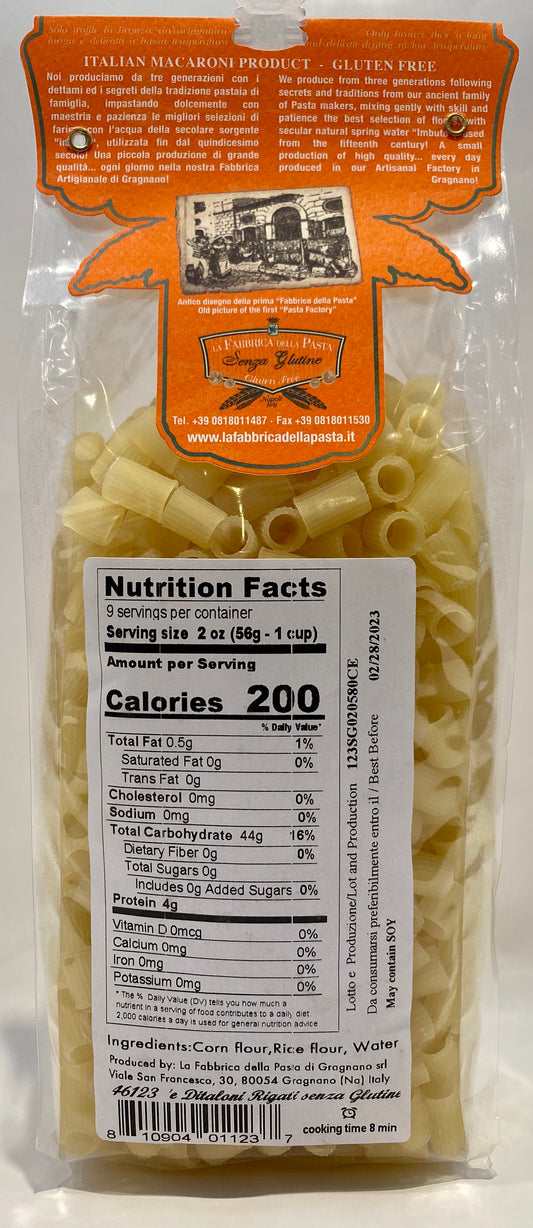 Solo trafile in bronzo, un'asciugatura
lunga e delicata a bassa temperatura
Only bronze dies a long
and delicate drying at low temperature
ITALIAN MACARONI PRODUCT - GLUTEN FREE
Noi produciamo da tre generazioni con i
dettami ed i segreti della tradizione pastaia di
famiglia, impastando dolcemente con
maestria e pazienza le migliori selezioni di
con l'acqua della secolare sorgente
utilizzata fin dal quindicesimo
secolo! Una piccola produzione di grande
qualità... ogni giorno nella nostra Fabbrica
Artigianale di Gragnano!
We produce from three generations following
secrets and traditions from our ancient family
of Pasta makers, mixing gently with skill and
patience the best selection of with
secular natural spring water "Imbuto" used
from the fifteenth century! A small
production of high quality... every day
produced in our Artisanal Factory in
Gragnano!
Antico disegno della prima "Fabbrica della Pasta"
Old picture of the first "Pasta Factory"
LA FABBRICA DELLA PASTA
Senza Glutine
Gluten Free
Napoli
Italy
Tel. +39 0818011487 - Fax +39 0818011530
www.lafabbricadellapasta.it
Nutrition Facts
9 servings per container
Serving size 2 oz (56g - 1 cup)
Amount per Serving
Calories 200
% Daily Value*
Total Fat 0.5g 1%
Saturated Fat 0g 0%
Trans Fat 0g
Cholesterol 0mg 0%
Sodium 0mg 0%
Total Carbohydrate 44g 16%
Dietary Fiber 0g 0%
Total Sugars 0g
Includes 0g Added Sugars 0%
Protein 4g
Vitamin D 0mcg 0%
Calcium 0mg 0%
Iron 0mg 0%
Potassium 0mg 0%
* The % Daily Value (DV) tells you how much a
nutrient in a serving of food contributes to a daily diet
2,000 calories a day is used for general nutrition advice
Lotto e Produzione/Lot and Production 123SG020580CE
Da consumarsi preferibilmente entro il / Best Before 02/28/2023
May contain SOY
Ingredients:Corn flour,Rice flour, Water
Produced by: La Fabbrica della Pasta di Gragnano srl
Viale San Francesco, 30, 80054 Gragnano (Na) Italy
46123 'e Ditaloni Rigati senza Glutine
8 10904 01123 7
cooking time 8 min